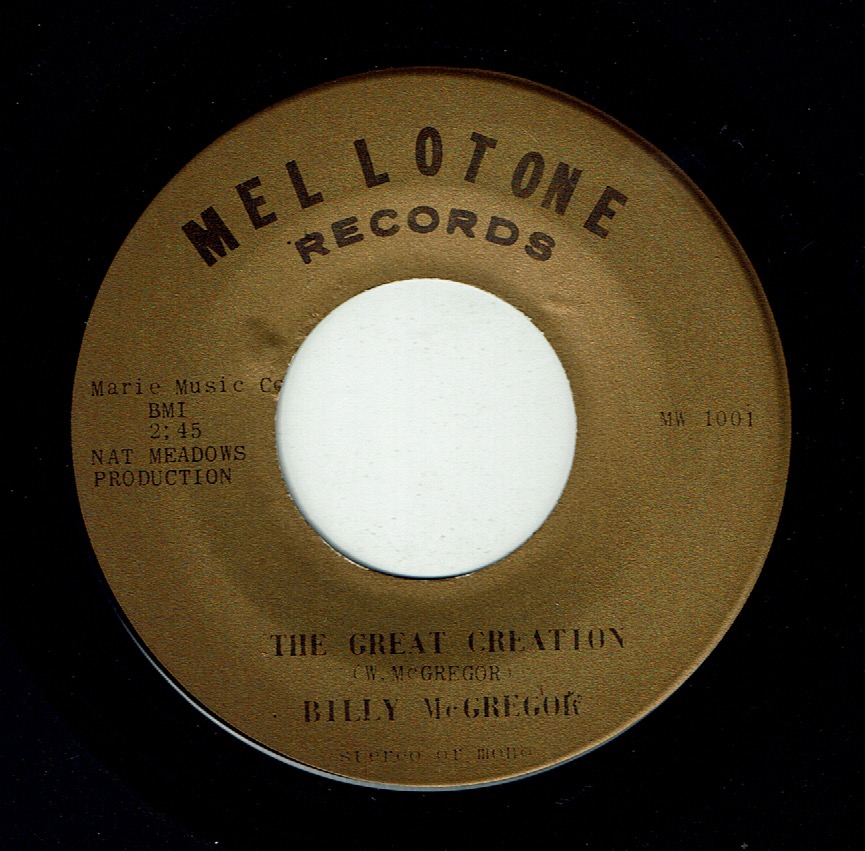 MELLOTONE
RECORDS
Marie Music Co
BMI
2:45
NAT MEADOWS
PRODUCTION
MW 1001
THE GREAT CREATION
(W. McGREGOR)
BILLY McGREGOR
stereo or mono